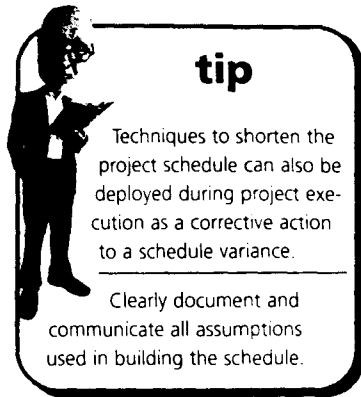 tip
Techniques to shorten the
project schedule can also be
deployed during project exe-
cution as a corrective action
to a schedule variance.
Clearly document and
communicate all assumptions
used in building the schedule.